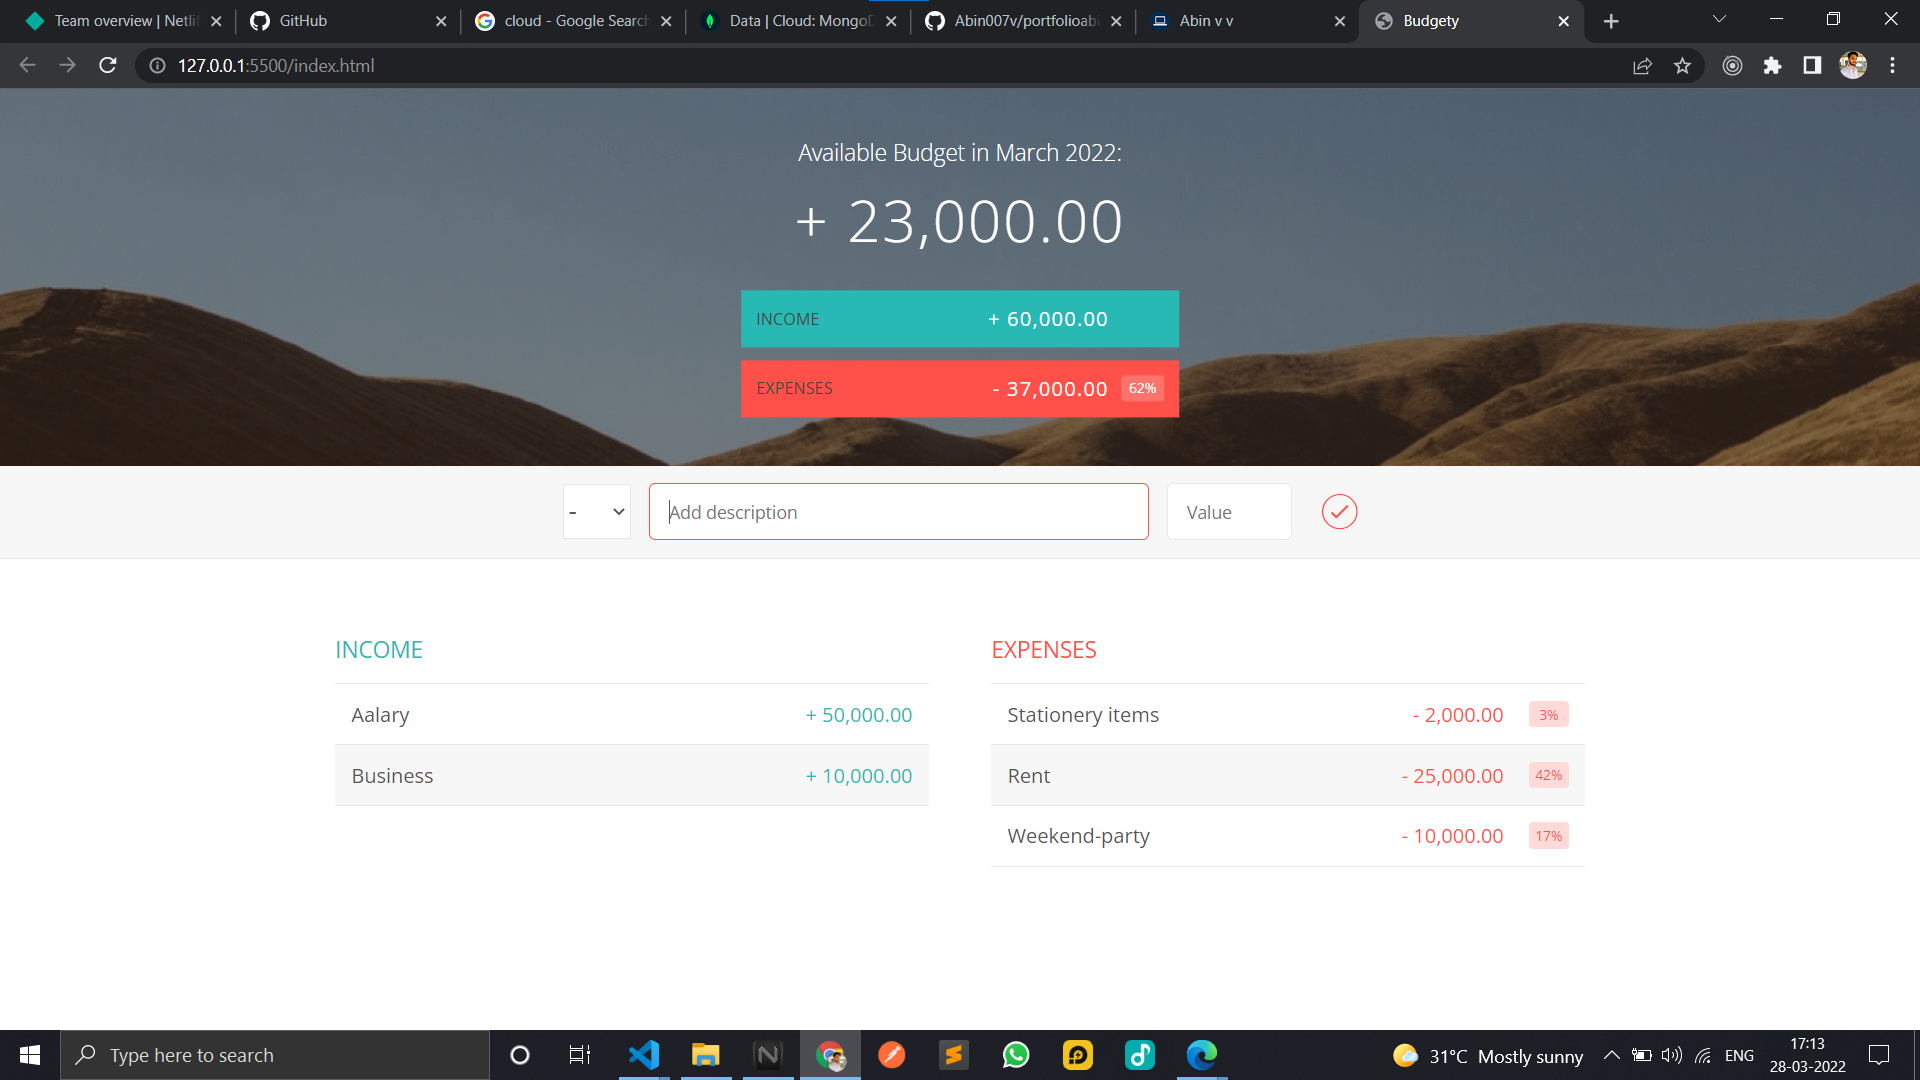 Team overview | Netlif
GitHub
cloud - Google Search
Data | Cloud: MongoD
Abin007v/portfolioabi
Abin v v
Budgety
127.0.0.1:5500/index.html
Available Budget in March 2022:
+ 23,000.00
INCOME + 60,000.00
EXPENSES - 37,000.00 62%
- Add description Value
INCOME
Aalary + 50,000.00
Business + 10,000.00
EXPENSES
Stationery items - 2,000.00 3%
Rent - 25,000.00 42%
Weekend-party - 10,000.00 17%
Type here to search
31°C Mostly sunny
ENG
17:13
28-03-2022